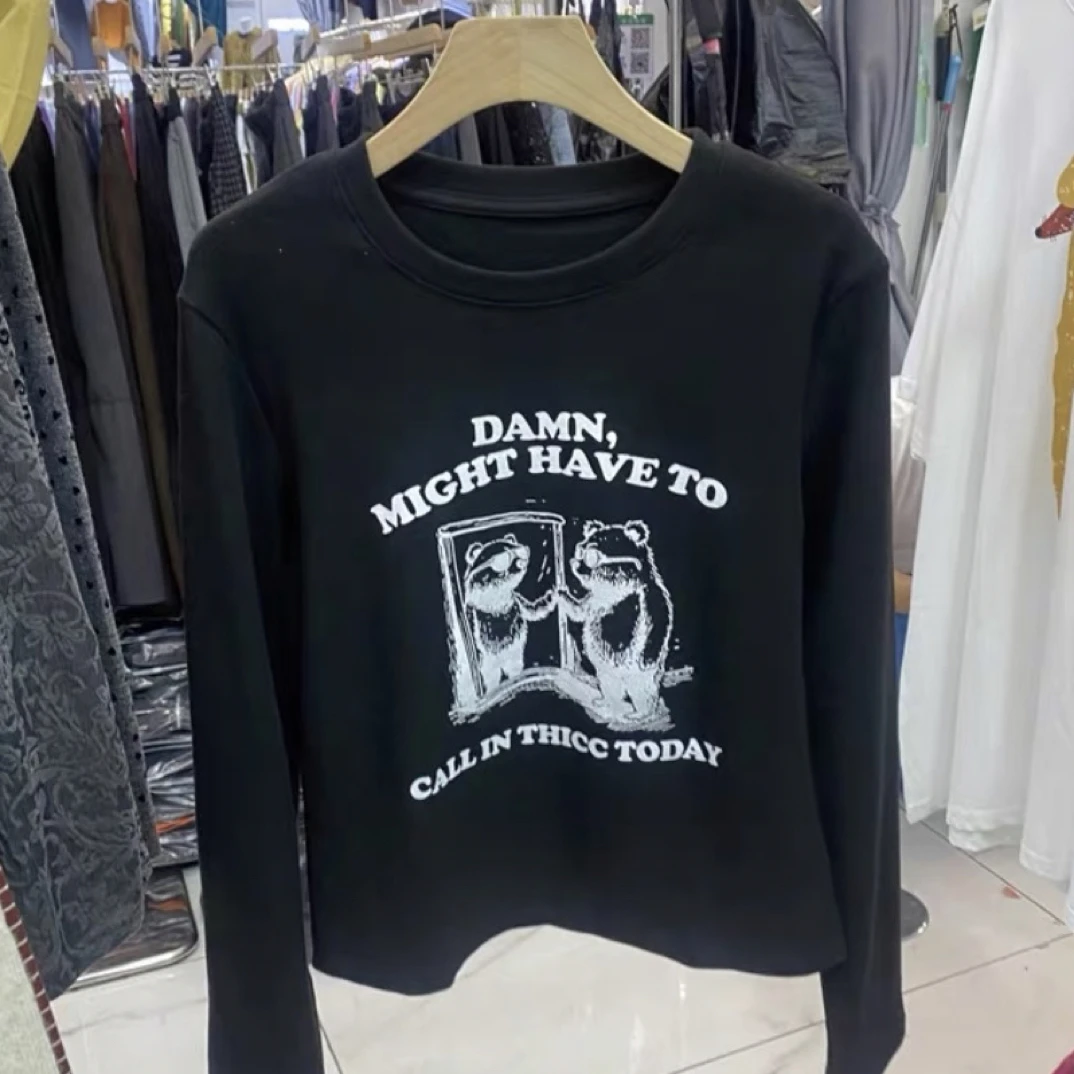 DAMN,
MIGHT HAVE TO
CALL IN THICC TODAY